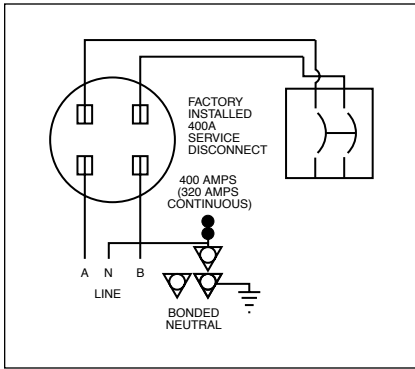 FACTORY
INSTALLED
400A
SERVICE
DISCONNECT
400 AMPS
(320 AMPS
CONTINUOUS)
A N B
LINE
BONDED
NEUTRAL